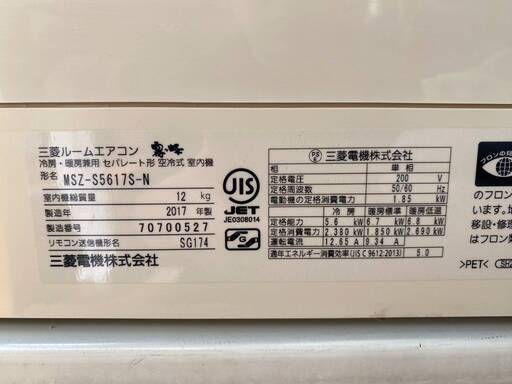 三菱ルームエアコン 霧ヶ峰
冷房・暖房兼用 セパレート形 空冷式 室内機
形名 MSZ-S5617S-N
室内機総質量 12 kg
製造年 2017 年製
製造番号 70700527
リモコン送信機形名 SG174
三菱電機株式会社
JIS
JET
JE0308014
G
PS
E
三菱電機株式会社
相 単相
定格電圧 200 V
定格周波数 50/60 Hz
電動機の定格消費電力 1.85 kW
冷房 暖房標準 暖房低温
定格能力 5.6 kW 6.7 kW 6.8 kW
定格消費電力 2.380 kW 1.850 kW 2.690 kW
運転電流 12.65 A 9.34 A
通年エネルギー消費効率(JIS C 9612:2013) 5.0
フロンの見
のフロン
います。地
移設・修理
はフロン類
>PET<